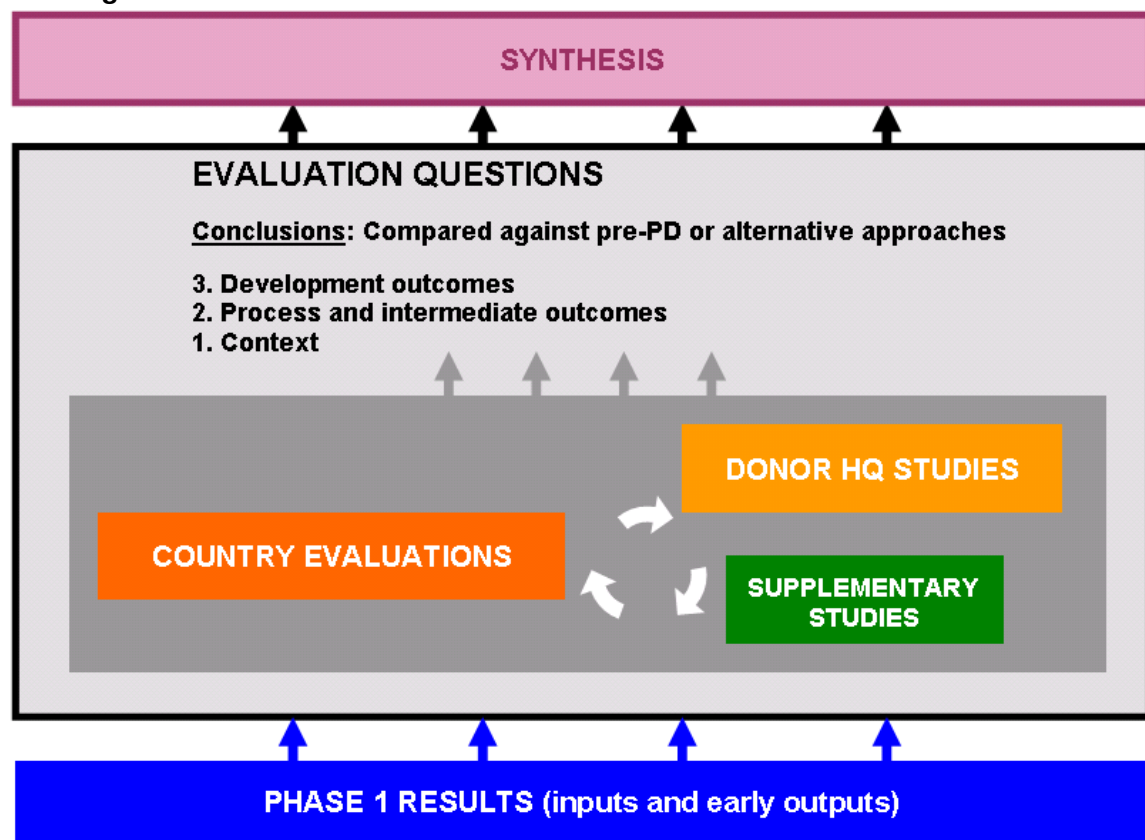 SYNTHESIS
EVALUATION QUESTIONS
Conclusions: Compared against pre-PD or alternative approaches
3. Development outcomes
2. Process and intermediate outcomes
1. Context
DONOR HQ STUDIES
COUNTRY EVALUATIONS
SUPPLEMENTARY
STUDIES
PHASE 1 RESULTS (inputs and early outputs)